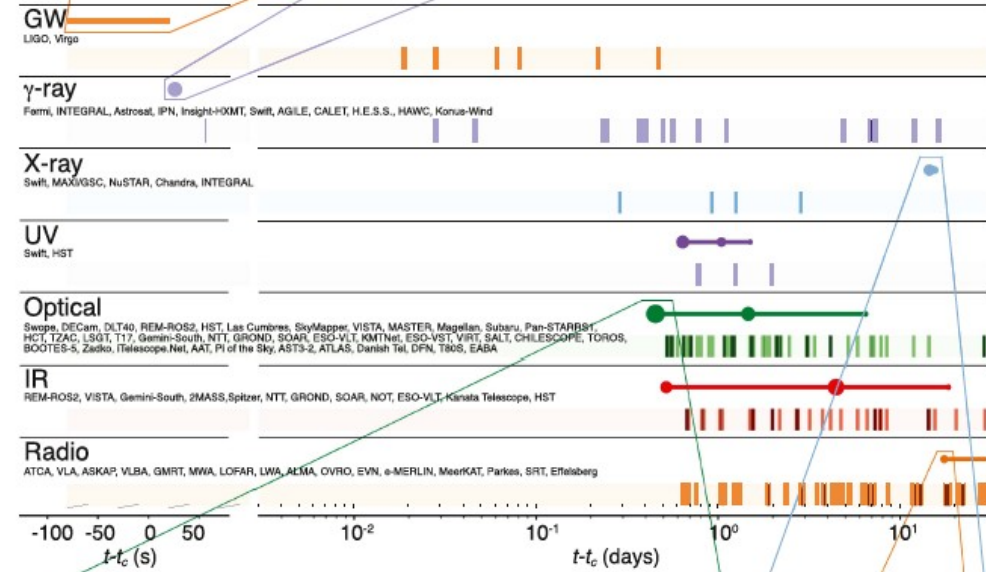 GW
LIGO, Virgo
γ-ray
Fermi, INTEGRAL, Astrosat, IPN, Insight-HXMT, Swift, AGILE, CALET, H.E.S.S., HAWC, Konus-Wind
X-ray
Swift, MAXI/GSC, NuSTAR, Chandra, INTEGRAL
UV
Swift, HST
Optical
Swope, DECam, DLT40, REM-ROS2, HST, Las Cumbres, SkyMapper, VISTA, MASTER, Magellan, Subaru, Pan-STARRS1,
HCT, TZAC, LSGT, T17, Gemini-South, NTT, GROND, SOAR, ESO-VLT, KMTNet, ESO-VST, VIRT, SALT, CHILESCOPE, TOROS,
BOOTES-5, Zadko, iTelescope.Net, AAT, Pi of the Sky, AST3-2, ATLAS, Danish Tel, DFN, T80S, EABA
IR
REM-ROS2, VISTA, Gemini-South, 2MASS,Spitzer, NTT, GROND, SOAR, NOT, ESO-VLT, Kanata Telescope, HST
Radio
ATCA, VLA, ASKAP, VLBA, GMRT, MWA, LOFAR, LWA, ALMA, OVRO, EVN, e-MERLIN, MeerKAT, Parkes, SRT, Effelsberg
-100 -50 0 50 10⁻² 10⁻¹ 10⁰ 10¹
t-t꜀ (s) t-t꜀ (days)